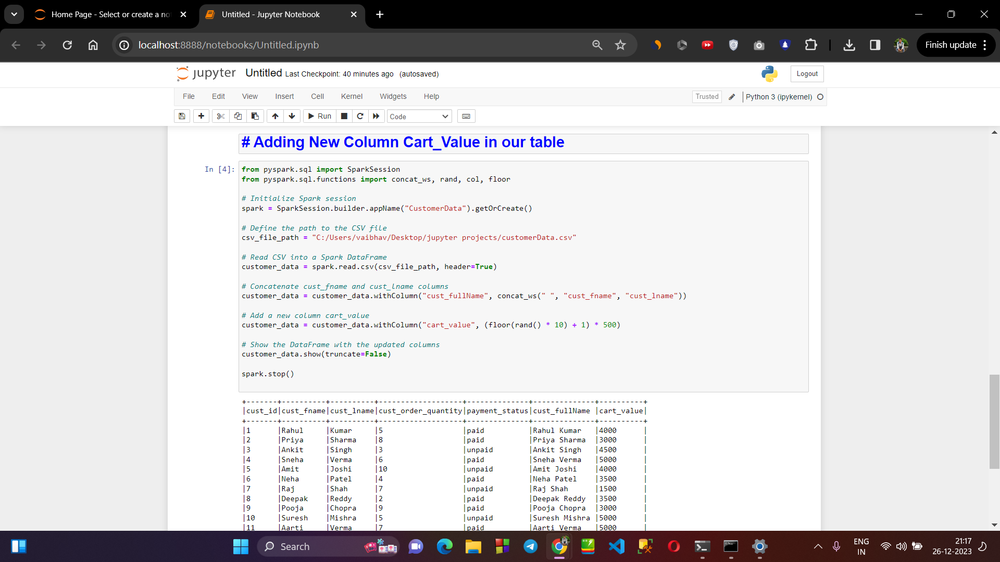 Home Page - Select or create a no
Untitled - Jupyter Notebook
localhost:8888/notebooks/Untitled.ipynb
Finish update
jupyter Untitled Last Checkpoint: 40 minutes ago (autosaved)
Logout
File Edit View Insert Cell Kernel Widgets Help
Trusted Python 3 (ipykernel)
Run Code
# Adding New Column Cart_Value in our table
In [4]: from pyspark.sql import SparkSession
from pyspark.sql.functions import concat_ws, rand, col, floor
# Initialize Spark session
spark = SparkSession.builder.appName("CustomerData").getOrCreate()
# Define the path to the CSV file
csv_file_path = "C:/Users/vaibhav/Desktop/jupyter projects/customerData.csv"
# Read CSV into a Spark DataFrame
customer_data = spark.read.csv(csv_file_path, header=True)
# Concatenate cust_fname and cust_lname columns
customer_data = customer_data.withColumn("cust_fullName", concat_ws(" ", "cust_fname", "cust_lname"))
# Add a new column cart_value
customer_data = customer_data.withColumn("cart_value", (floor(rand() * 10) + 1) * 500)
# Show the DataFrame with the updated columns
customer_data.show(truncate=False)
spark.stop()
+-------+----------+----------+-------------------+--------------+--------------+----------+
|cust_id|cust_fname|cust_lname|cust_order_quantity|payment_status|cust_fullName |cart_value|
+-------+----------+----------+-------------------+--------------+--------------+----------+
|1      |Rahul     |Kumar     |5                  |paid          |Rahul Kumar   |4000      |
|2      |Priya     |Sharma    |8                  |paid          |Priya Sharma  |3000      |
|3      |Ankit     |Singh     |3                  |unpaid        |Ankit Singh   |4500      |
|4      |Sneha     |Verma     |6                  |paid          |Sneha Verma   |5000      |
|5      |Amit      |Joshi     |10                 |unpaid        |Amit Joshi    |4000      |
|6      |Neha      |Patel     |4                  |paid          |Neha Patel    |3500      |
|7      |Raj       |Shah      |7                  |unpaid        |Raj Shah      |1500      |
|8      |Deepak    |Reddy     |2                  |paid          |Deepak Reddy  |3500      |
|9      |Pooja     |Chopra    |9                  |paid          |Pooja Chopra  |3000      |
|10     |Suresh    |Mishra    |5                  |unpaid        |Suresh Mishra |5000      |
|11     |Aarti     |Verma     |7                  |paid          |Aarti Verma   |5000      |
Search
ENG
IN
21:17
26-12-2023